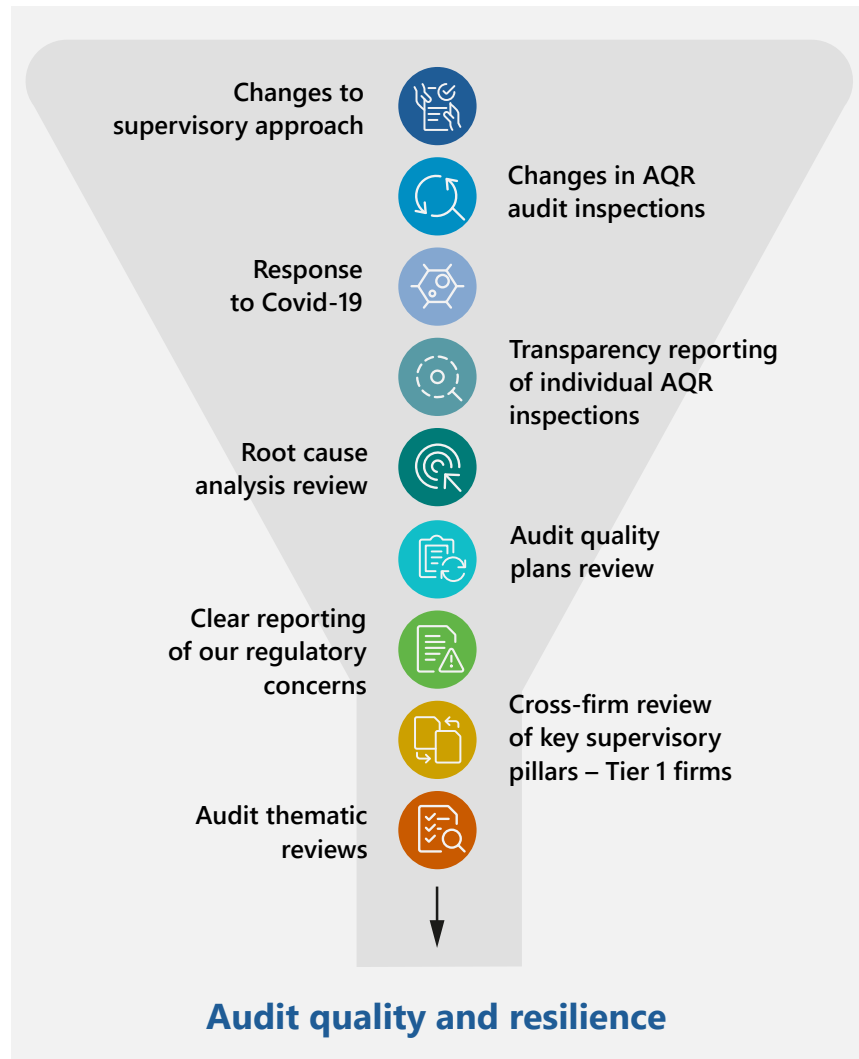 Changes to
supervisory approach
Changes in AQR
audit inspections
Response
to Covid-19
Transparency reporting
of individual AQR
inspections
Root cause
analysis review
Audit quality
plans review
Clear reporting
of our regulatory
concerns
Cross-firm review
of key supervisory
pillars – Tier 1 firms
Audit thematic
reviews
Audit quality and resilience